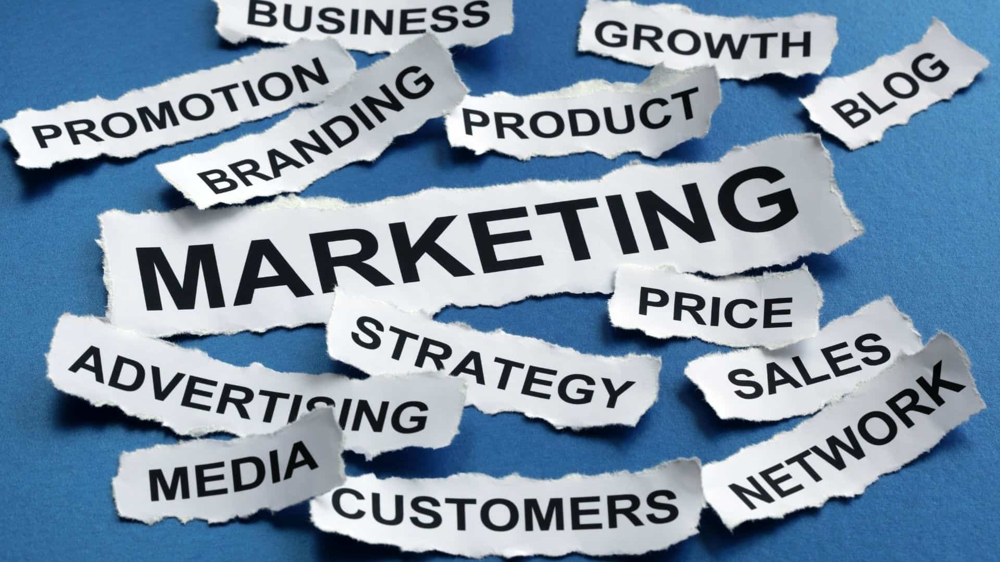 BUSINESS
GROWTH
BLOG
PROMOTION
BRANDING
PRODUCT
MARKETING
PRICE
STRATEGY
SALES
ADVERTISING
NETWORK
MEDIA
CUSTOMERS